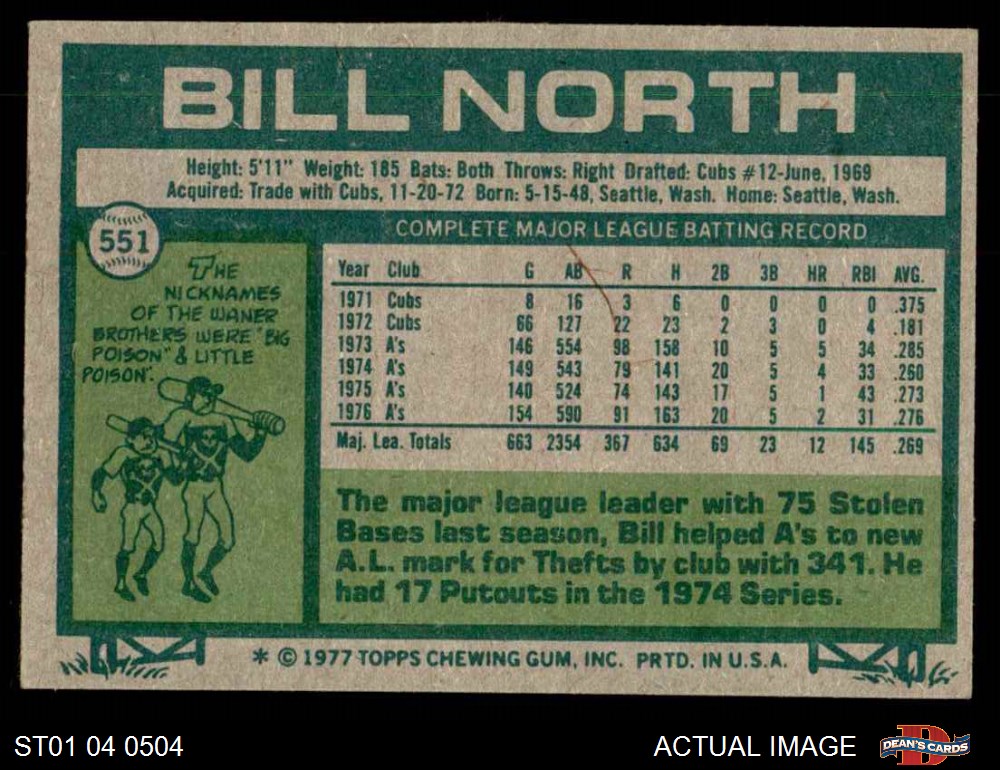 BILL NORTH
Height: 5'11" Weight: 185 Bats: Both Throws: Right Drafted: Cubs #12-June, 1969
Acquired: Trade with Cubs, 11-20-72 Born: 5-15-48, Seattle, Wash. Home: Seattle, Wash.
551
THE
NICKNAMES
OF THE WANER
BROTHERS WERE "BIG
POISON" & LITTLE
POISON".
COMPLETE MAJOR LEAGUE BATTING RECORD
Year Club G AB R H 2B 3B HR RBI AVG.
1971 Cubs 8 16 3 6 0 0 0 0 .375
1972 Cubs 66 127 22 23 2 3 0 4 .181
1973 A's 146 554 98 158 10 5 5 34 .285
1974 A's 149 543 79 141 20 5 4 33 .260
1975 A's 140 524 74 143 17 5 1 43 .273
1976 A's 154 590 91 163 20 5 2 31 .276
Maj. Lea. Totals 663 2354 367 634 69 23 12 145 .269
The major league leader with 75 Stolen
Bases last season, Bill helped A's to new
A.L. mark for Thefts by club with 341. He
had 17 Putouts in the 1974 Series.
* © 1977 TOPPS CHEWING GUM, INC. PRTD. IN U.S.A.
ST01 04 0504
ACTUAL IMAGE
D
DEAN'S CARDS